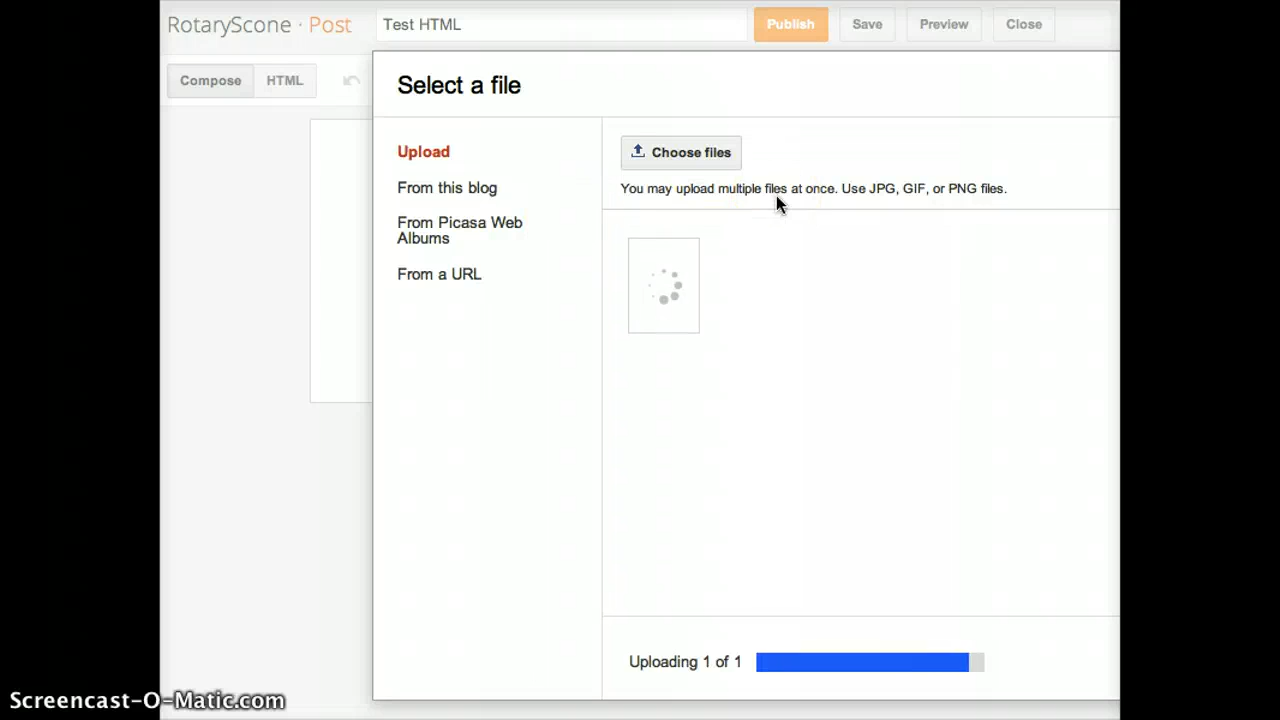 RotaryScone · Post
Test HTML
Publish
Save
Preview
Close
Compose
HTML
Select a file
Upload
From this blog
From Picasa Web
Albums
From a URL
Choose files
You may upload multiple files at once. Use JPG, GIF, or PNG files.
Uploading 1 of 1
Screencast-O-Matic.com